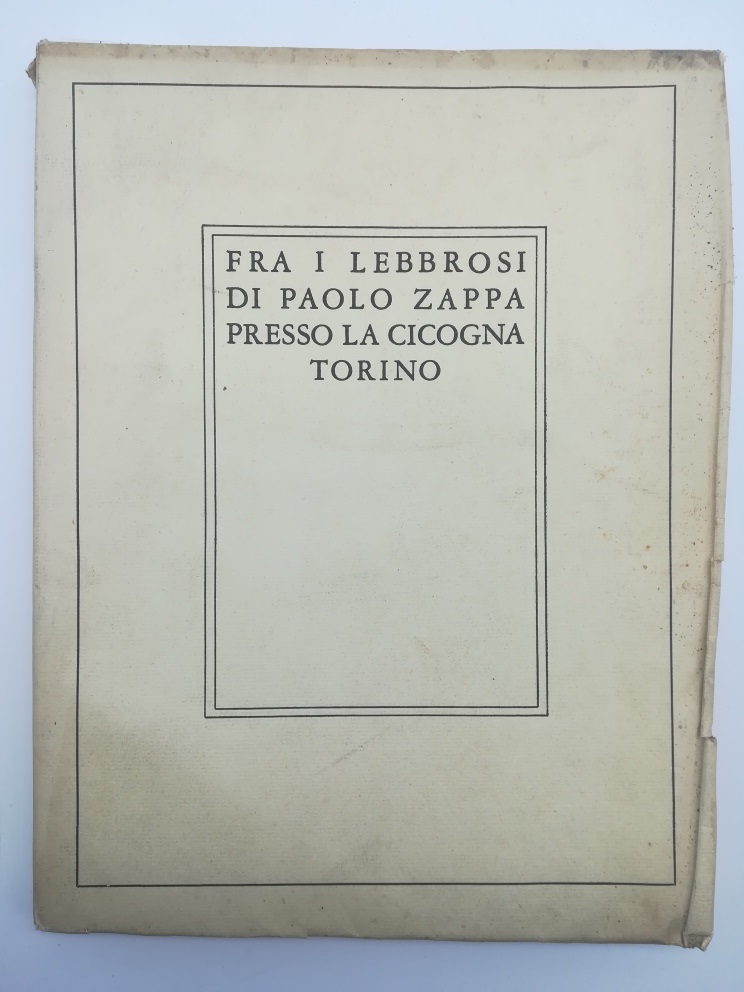 FRA I LEBBROSI
DI PAOLO ZAPPA
PRESSO LA CICOGNA
TORINO